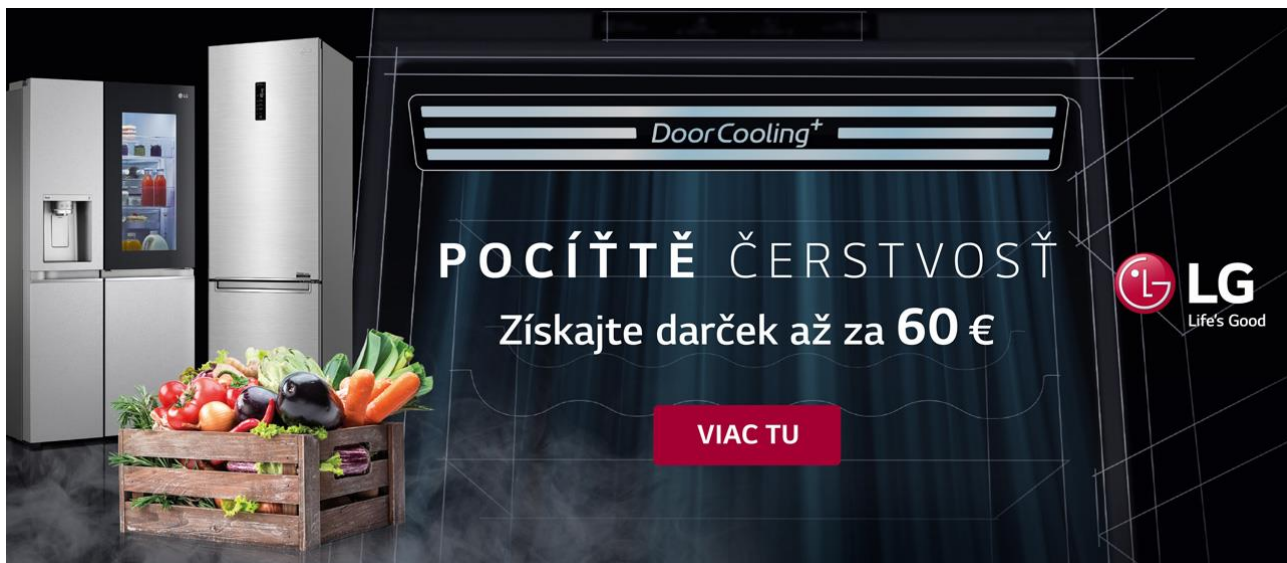 DoorCooling+
POCÍŤTĚ ČERSTVOSŤ
Získajte darček až za 60 €
VIAC TU
LG
Life's Good